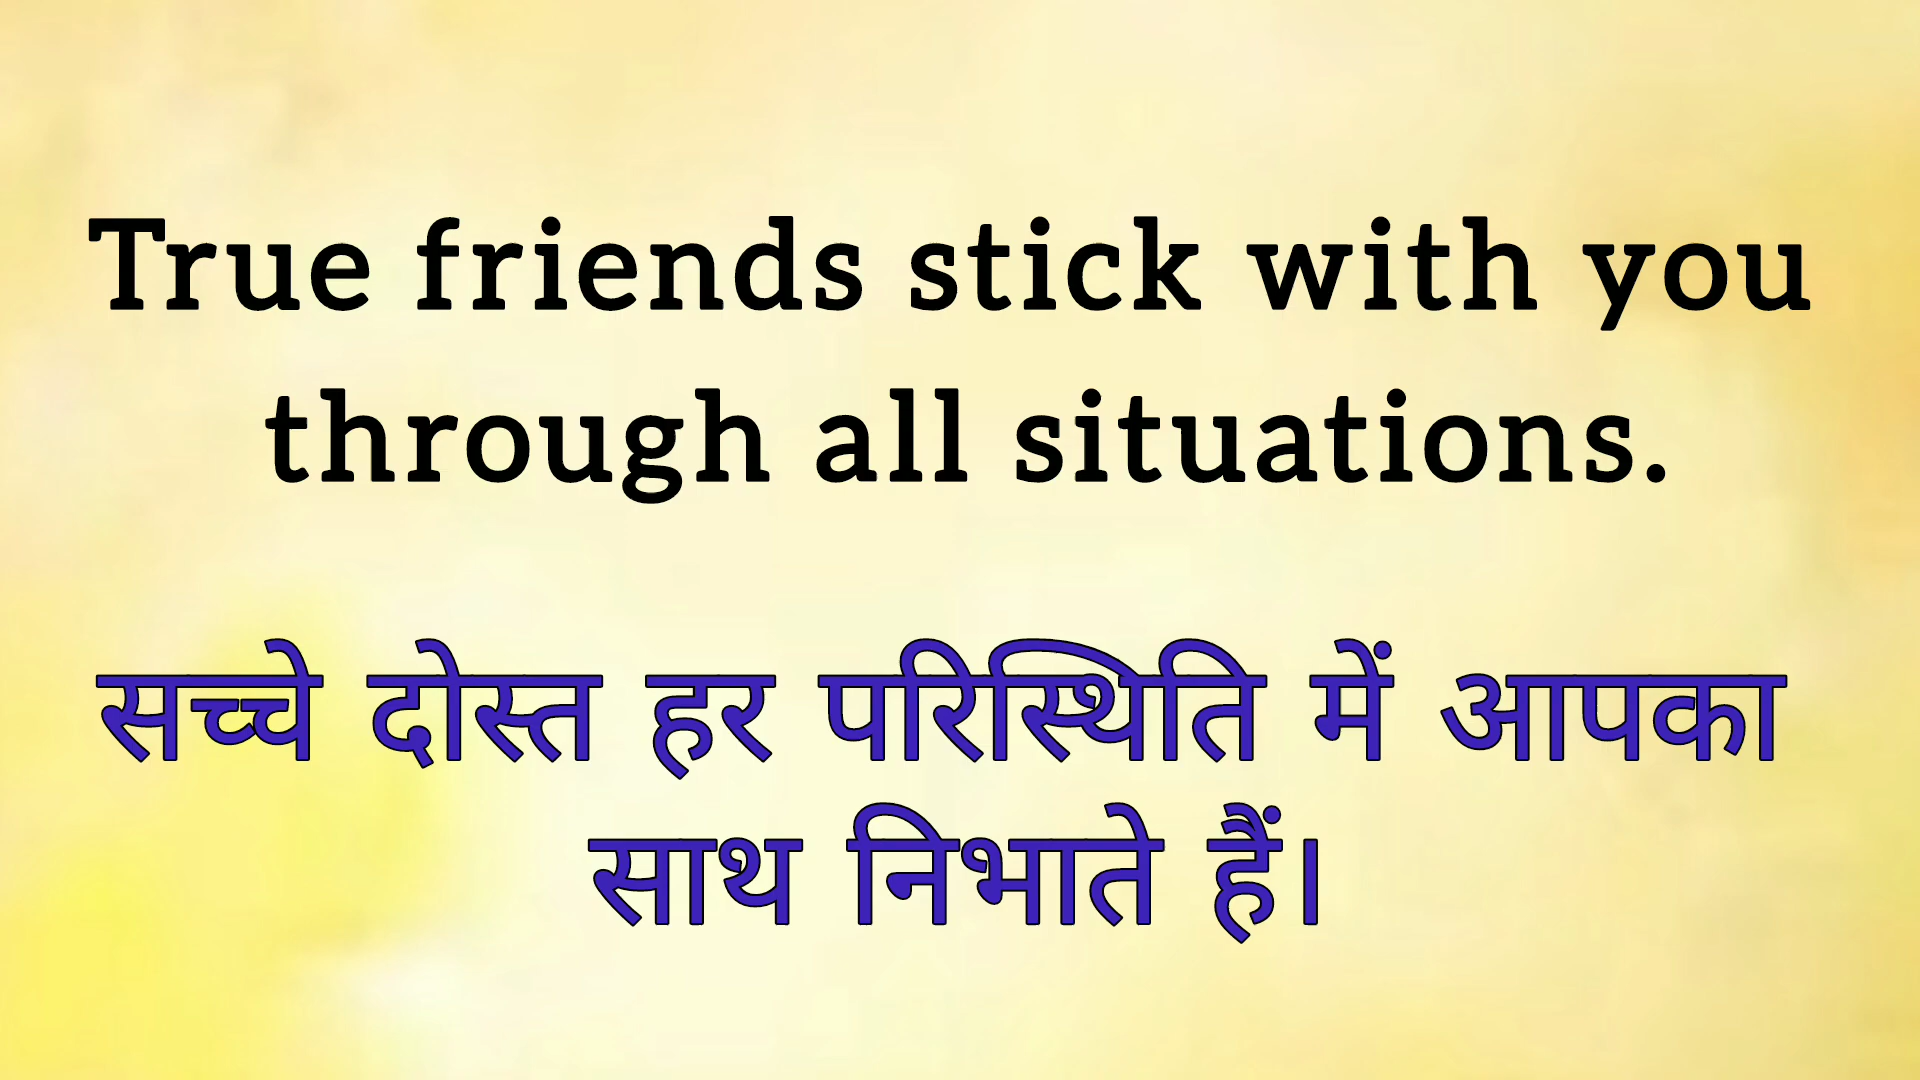 True friends stick with you
through all situations.
सच्चे दोस्त हर परिस्थिति में आपका
साथ निभाते हैं।